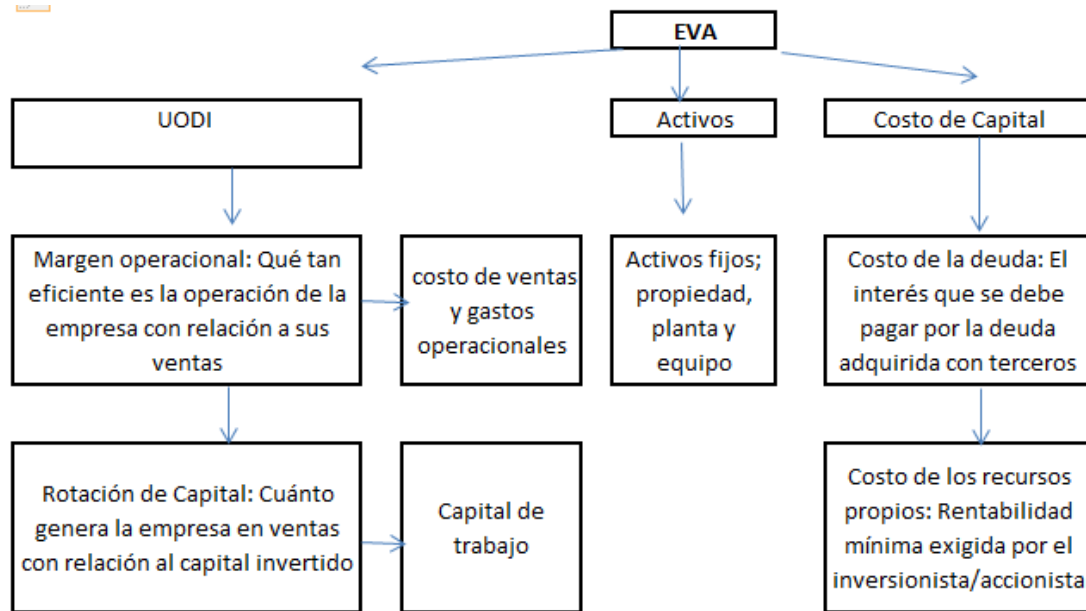 EVA
UODI
Activos
Costo de Capital
Margen operacional: Qué tan
eficiente es la operación de la
empresa con relación a sus
ventas
costo de ventas
y gastos
operacionales
Activos fijos;
propiedad,
planta y
equipo
Costo de la deuda: El
interés que se debe
pagar por la deuda
adquirida con terceros
Rotación de Capital: Cuánto
genera la empresa en ventas
con relación al capital invertido
Capital de
trabajo
Costo de los recursos
propios: Rentabilidad
mínima exigida por el
inversionista/accionista